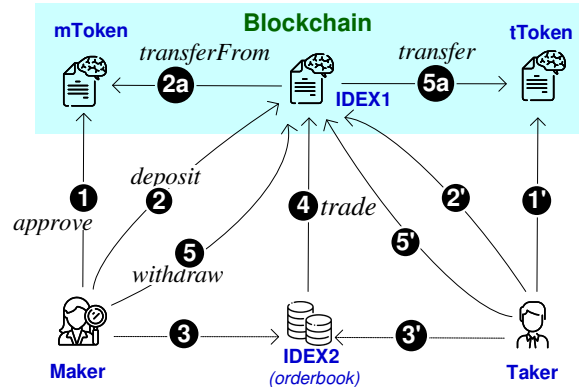 Blockchain
mToken
tToken
transferFrom
transfer
2a
5a
IDEX1
1
approve
deposit
2
5
withdraw
4 trade
5'
2'
1'
3
3'
Maker
IDEX2
(orderbook)
Taker